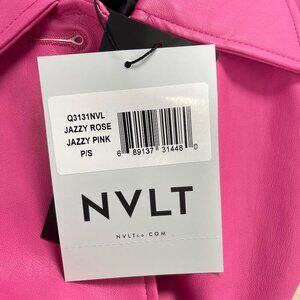 Q3131NVL
JAZZY ROSE
JAZZY PINK
P/S
6 89137 31448 0
NVLT
NVLTco.COM